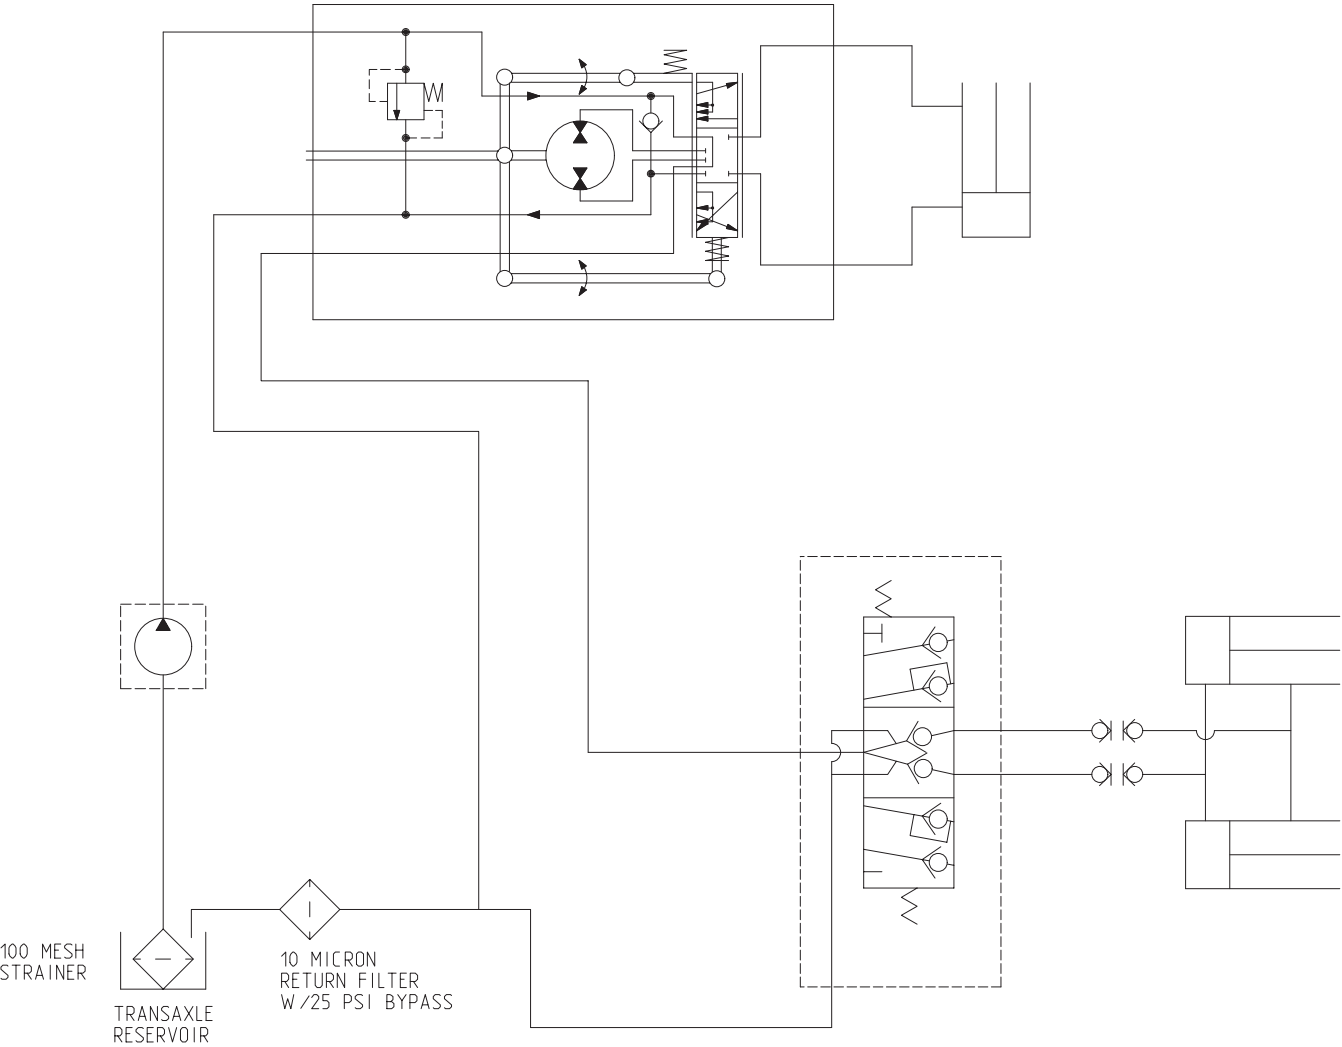 100 MESH
STRAINER
TRANSAXLE
RESERVOIR
10 MICRON
RETURN FILTER
W/25 PSI BYPASS